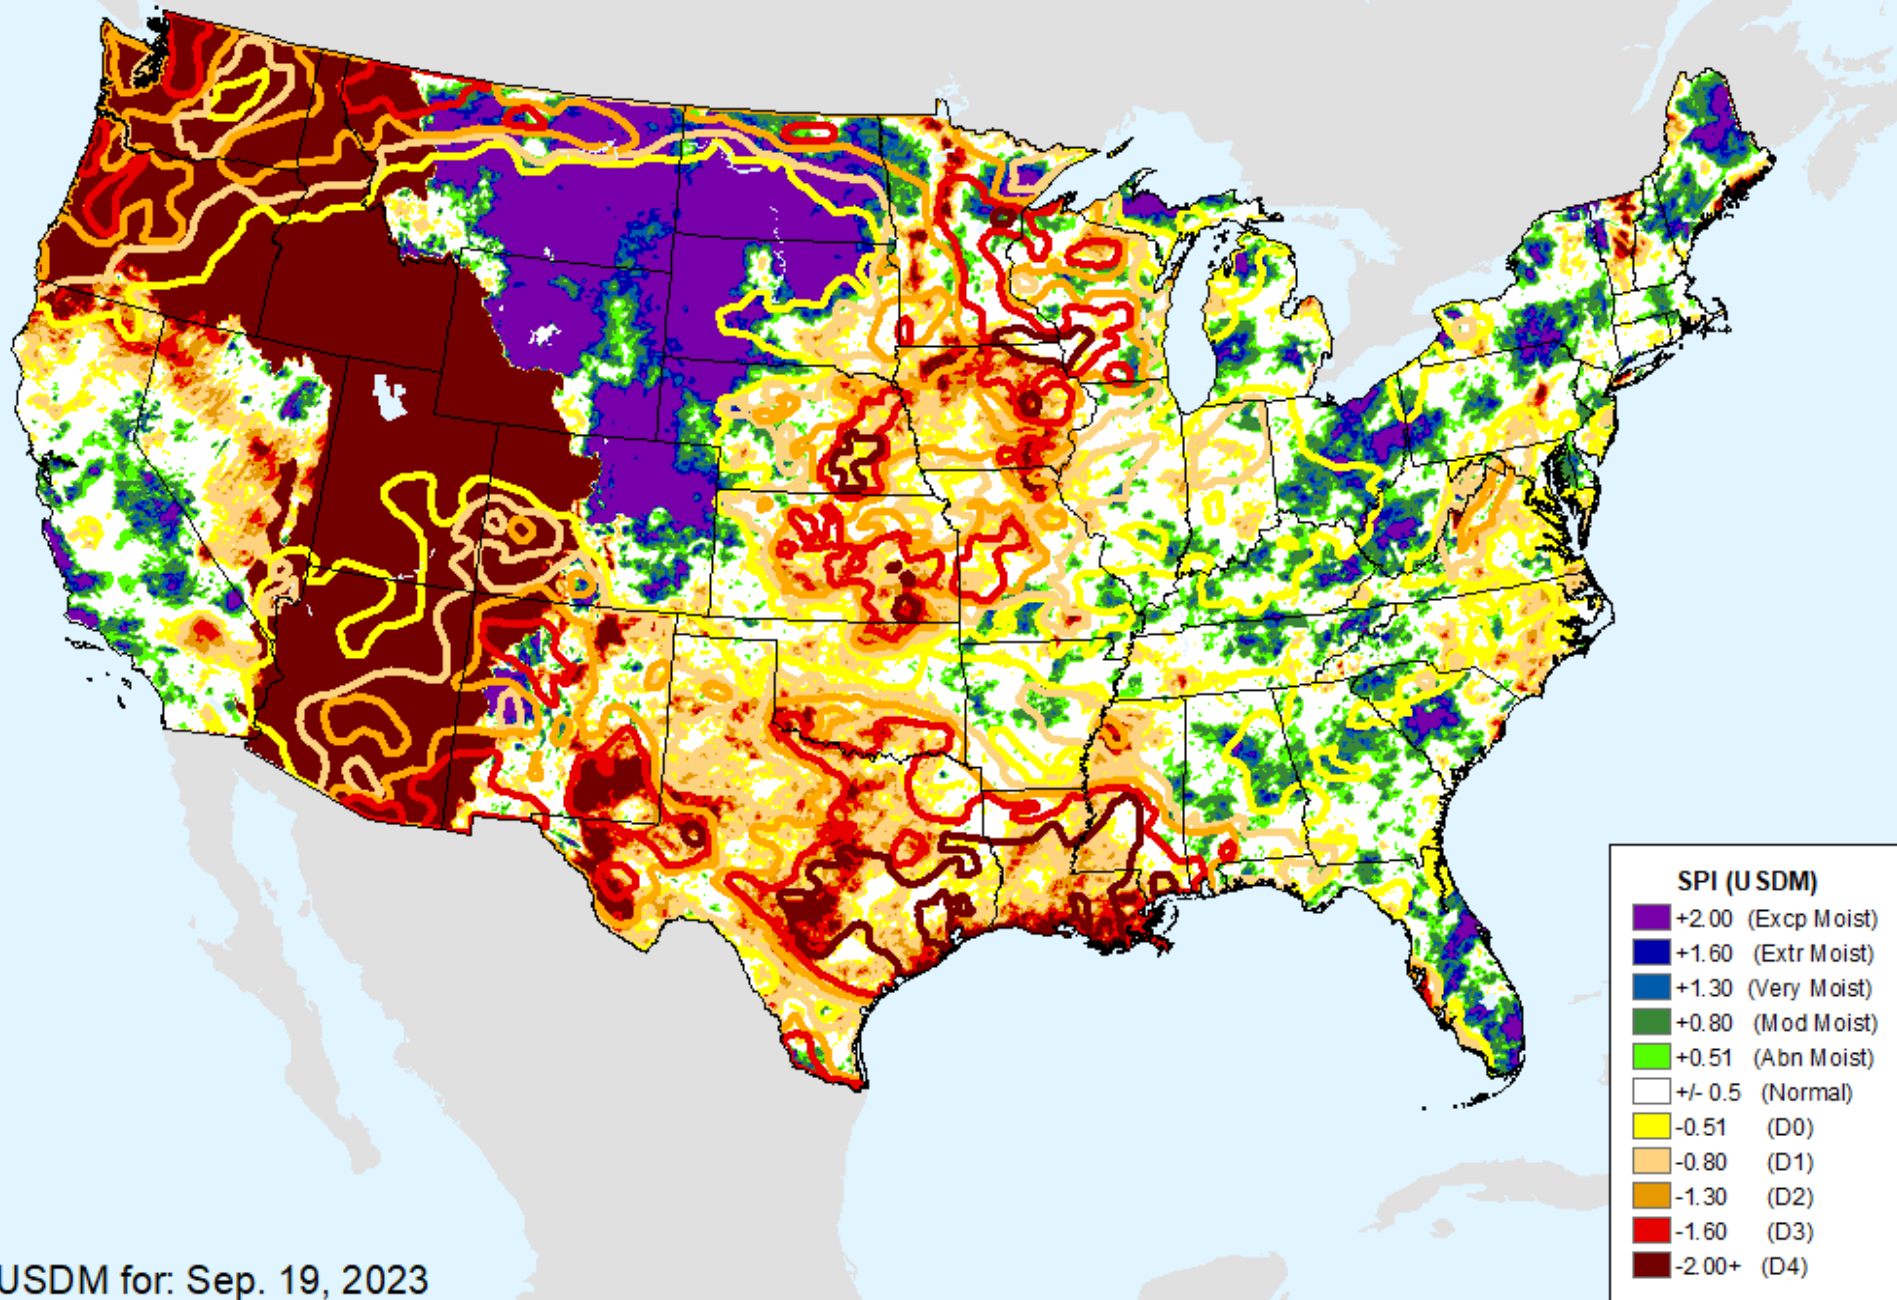 SPI (USDM)
+2.00 (Excp Moist)
+1.60 (Extr Moist)
+1.30 (Very Moist)
+0.80 (Mod Moist)
+0.51 (Abn Moist)
+/- 0.5 (Normal)
-0.51 (D0)
-0.80 (D1)
-1.30 (D2)
-1.60 (D3)
-2.00+ (D4)
USDM for: Sep. 19, 2023